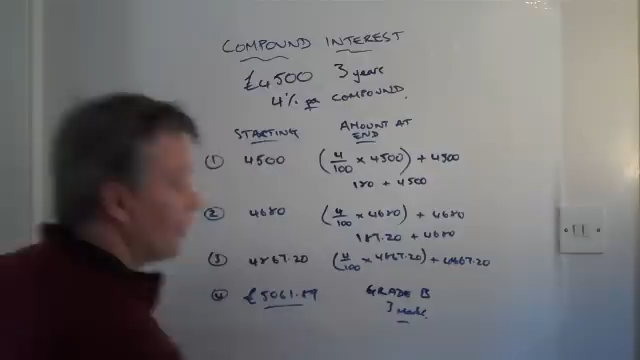 COMPOUND INTEREST
£4500 3 years
4% COMPOUND.
STARTING AMOUNT AT END
① 4500 (4/100 x 4500) + 4500
180 + 4500
② 4680 (4/100 x 4680) + 4680
187.20 + 4680
③ 4867.20 (4/100 x 4867.20) + 4867.20
④ £5061.89 GRADE B
3 marks.